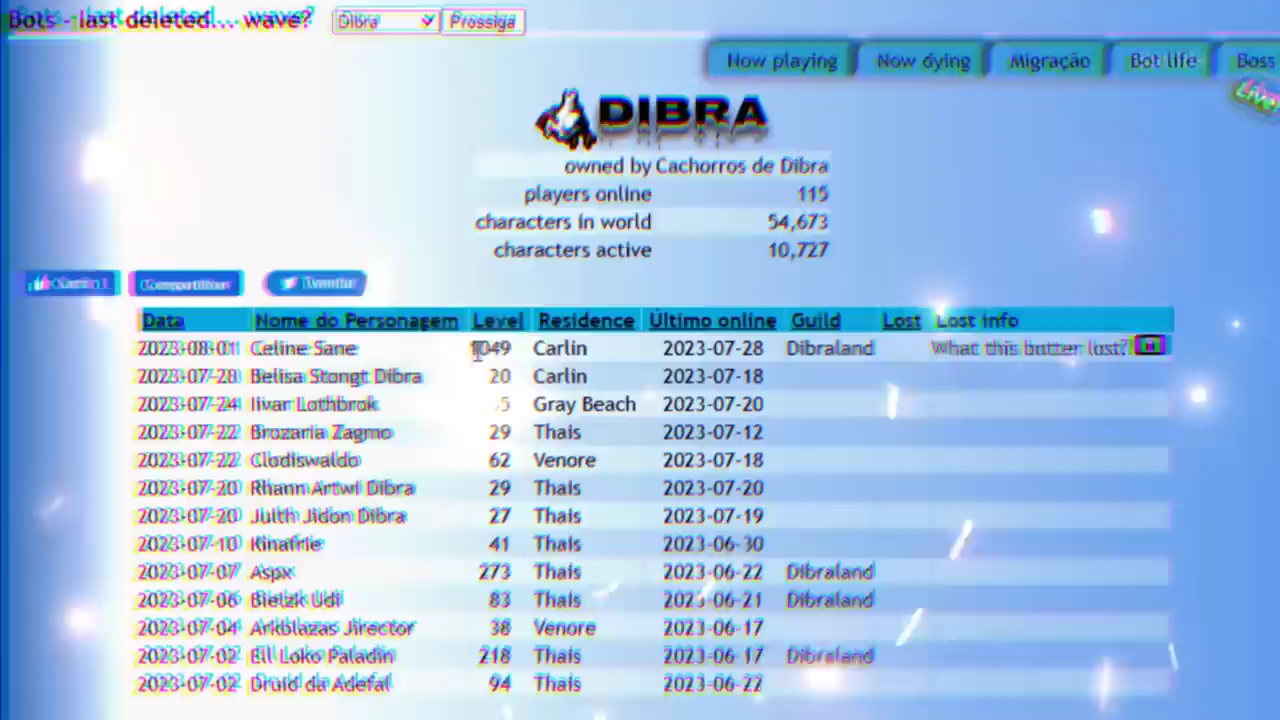 Bots - last deleted... wave? Dibra Prossiga
Now playing Now dying Migração Bot life Boss
Live
DIBRA
owned by Cachorros de Dibra
players online 115
characters in world 54,673
characters active 10,727
Compartilhar Tweetar
Data Nome do Personagem Level Residence Último online Guild Lost Lost info
2023-08-01 Celine Sane 1049 Carlin 2023-07-28 Dibraland What this botter lost?
Belisa Stongt Dibra 20 Carlin 2023-07-18
2023-07-24 Iivar Lothbrok Gray Beach 2023-07-20
2023-07-22 Brozaria Zagmo 29 Thais 2023-07-12
2023-07-22 Clodiswaldo 62 Venore 2023-07-18
2023-07-20 Rhann Artwi Dibra 29 Thais 2023-07-20
2023-07-20 Julth Jidon Dibra 27 Thais 2023-07-19
2023-07-10 Kinafrie 41 Thais 2023-06-30
2023-07-07 Aspx 273 Thais 2023-06-22 Dibraland
2023-07-06 Bietzk Udi 83 Thais 2023-06-21 Dibraland
2023-07-04 Arkblazas Jirector 38 Venore 2023-06-17
2023-07-02 Ell Loko Paladin 218 Thais 2023-06-17 Dibraland
2023-07-02 Druid da Adefal 94 Thais 2023-06-22